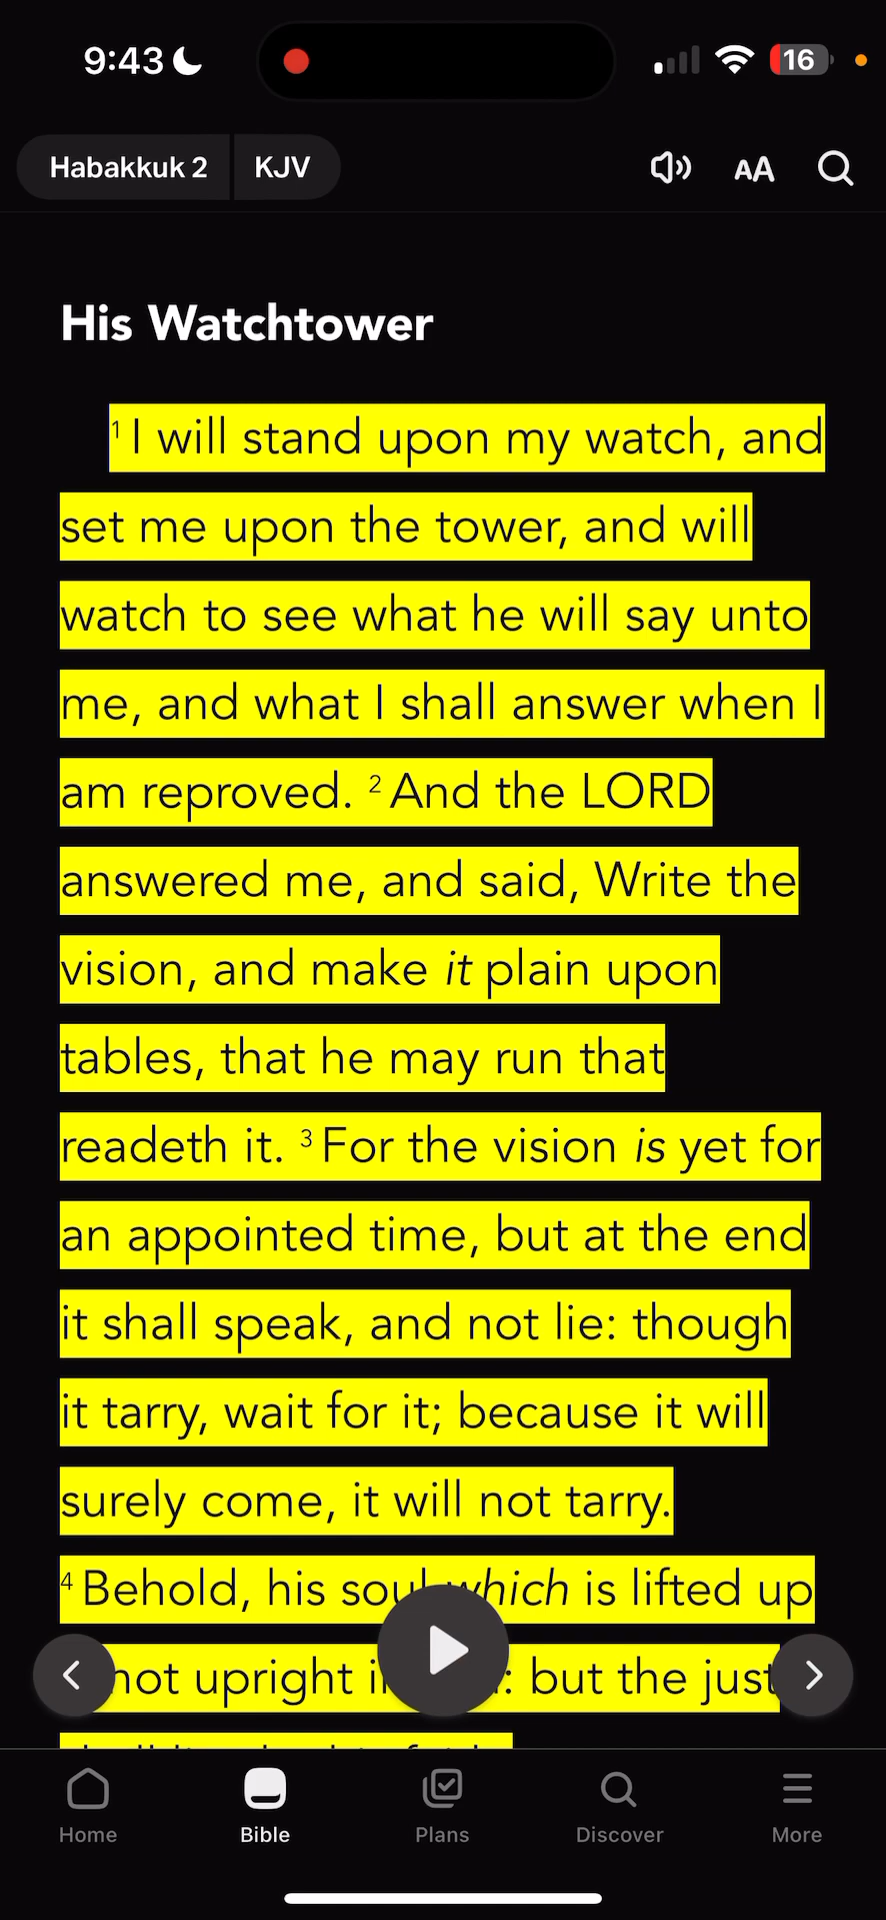 9:43
16
Habakkuk 2 KJV AA
His Watchtower
1 I will stand upon my watch, and
set me upon the tower, and will
watch to see what he will say unto
me, and what I shall answer when I
am reproved. 2 And the LORD
answered me, and said, Write the
vision, and make it plain upon
tables, that he may run that
readeth it. 3 For the vision is yet for
an appointed time, but at the end
it shall speak, and not lie: though
it tarry, wait for it; because it will
surely come, it will not tarry.
4 Behold, his soul which is lifted up
not upright : but the just
Home Bible Plans Discover More